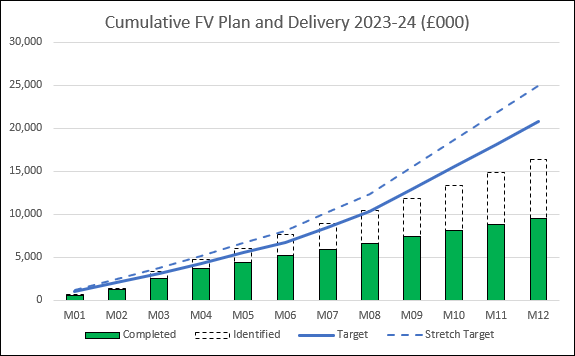 Cumulative FV Plan and Delivery 2023-24 (£000)
30,000
25,000
20,000
15,000
10,000
5,000
0
M01 M02 M03 M04 M05 M06 M07 M08 M09 M10 M11 M12
Completed Identified Target Stretch Target